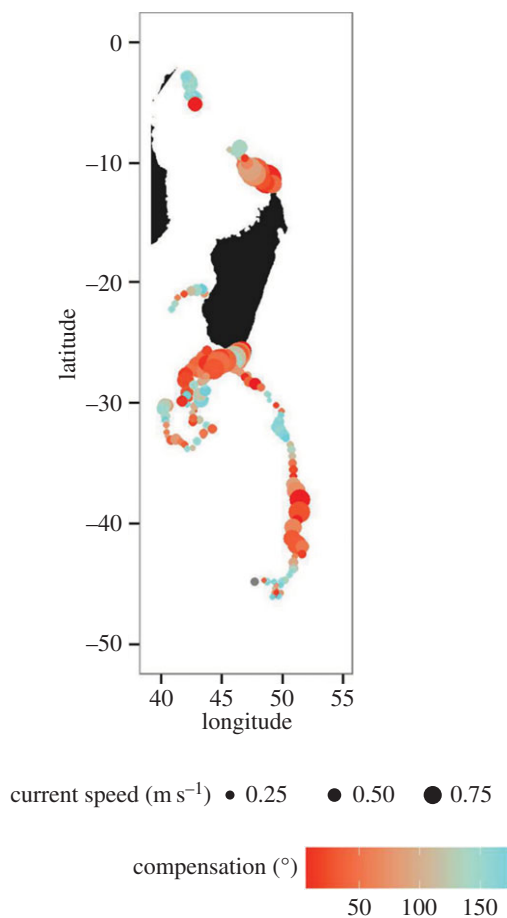 0
–10
–20
–30
–40
–50
latitude
40 45 50 55
longitude
current speed (m s⁻¹) 0.25 0.50 0.75
compensation (°)
50 100 150